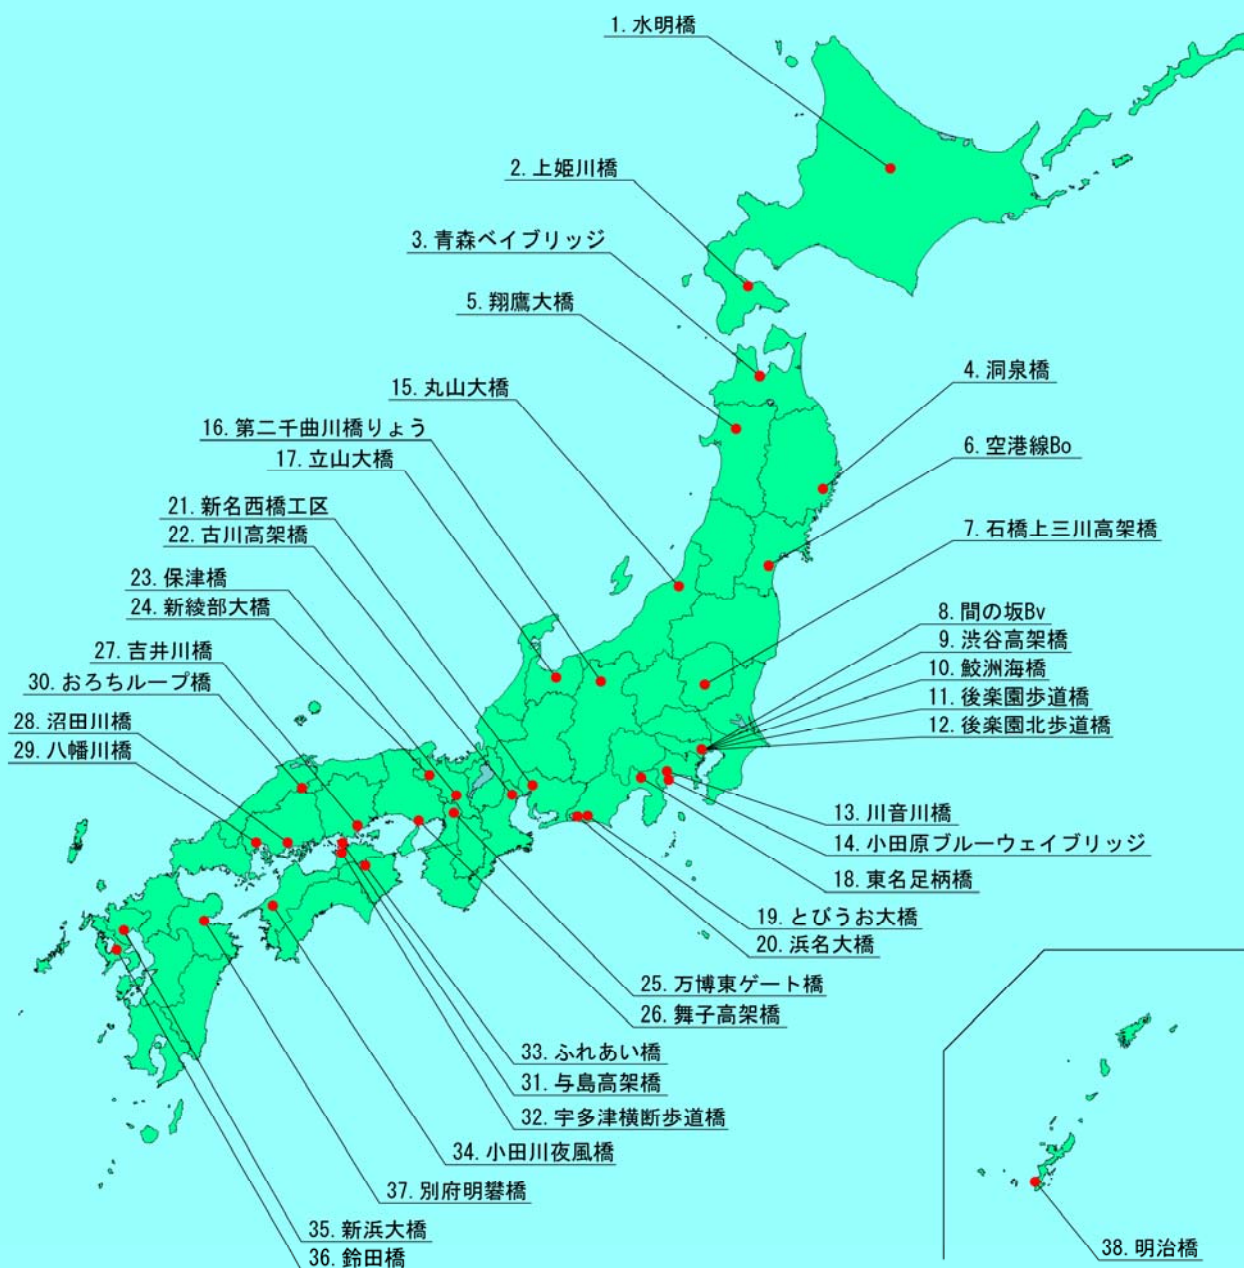 1. 水明橋
2. 上姫川橋
3. 青森ベイブリッジ
5. 翔鷹大橋
4. 洞泉橋
15. 丸山大橋
16. 第二千曲川橋りょう
6. 空港線Bo
17. 立山大橋
21. 新名西橋工区
7. 石橋上三川高架橋
22. 古川高架橋
23. 保津橋
24. 新綾部大橋
8. 間の坂Bv
9. 渋谷高架橋
27. 吉井川橋
10. 鮫洲海橋
30. おろちループ橋
11. 後楽園歩道橋
28. 沼田川橋
12. 後楽園北歩道橋
29. 八幡川橋
13. 川音川橋
14. 小田原ブルーウェイブリッジ
18. 東名足柄橋
19. とびうお大橋
20. 浜名大橋
25. 万博東ゲート橋
26. 舞子高架橋
33. ふれあい橋
31. 与島高架橋
32. 宇多津横断歩道橋
34. 小田川夜風橋
37. 別府明礬橋
35. 新浜大橋
38. 明治橋
36. 鈴田橋